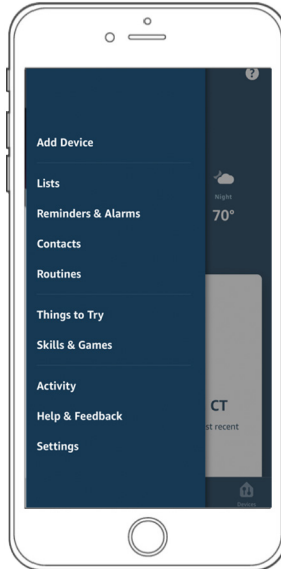 ?
Add Device
Lists
Night
Reminders & Alarms
70°
Contacts
Routines
Things to Try
Skills & Games
Activity
CT
Help & Feedback
st recent
Settings
Devices